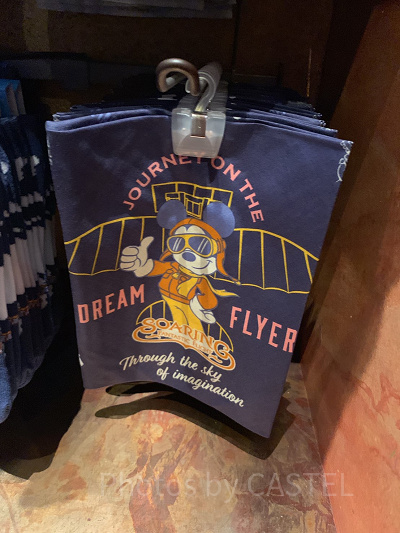 JOURNEY ON THE
DREAM FLYER
SOARING
Through the sky
of imagination
Photos by CASTEL